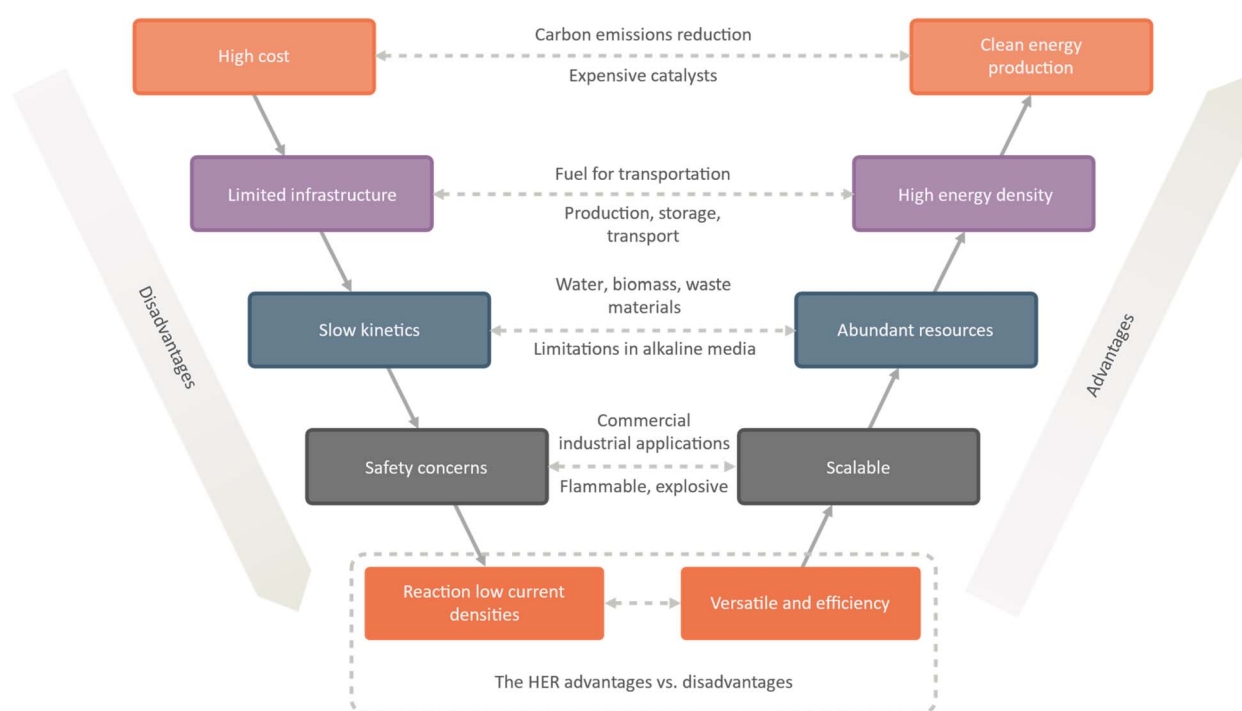 High cost
Carbon emissions reduction
Expensive catalysts
Clean energy
production
Limited infrastructure
Fuel for transportation
Production, storage,
transport
High energy density
Disadvantages
Slow kinetics
Water, biomass, waste
materials
Limitations in alkaline media
Abundant resources
Advantages
Safety concerns
Commercial
industrial applications
Flammable, explosive
Scalable
Reaction low current
densities
Versatile and efficiency
The HER advantages vs. disadvantages